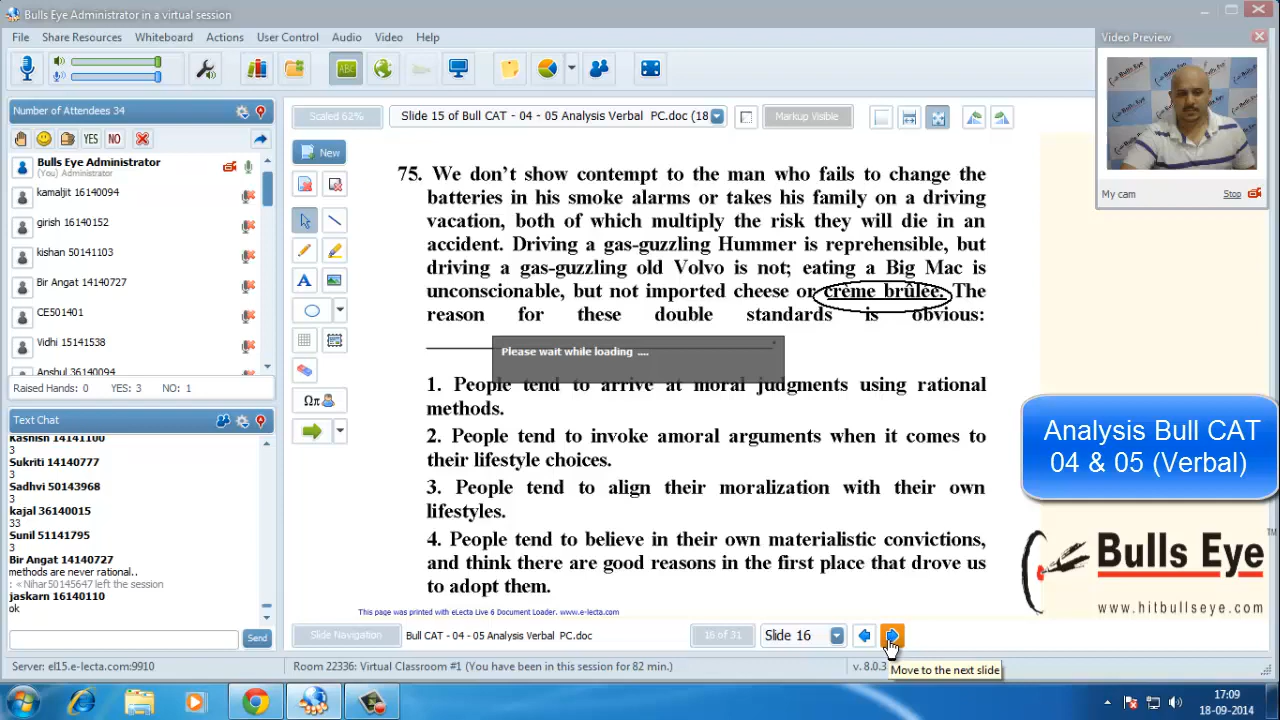 Bulls Eye Administrator in a virtual session
File Share Resources Whiteboard Actions User Control Audio Video Help
Video Preview
My cam Stop
Number of Attendees 34
YES NO
Bulls Eye Administrator
(You) Administrator
kamaljit 16140094
girish 16140152
kishan 50141103
Bir Angat 16140727
CE501401
Vidhi 15141538
Anshul 36140154
Raised Hands: 0 YES: 3 NO: 1
Text Chat
Kashish 14141100
3
Sukriti 14140777
3
Sadhvi 50143968
3
kajal 36140015
33
Sunil 51141795
3
Bir Angat 14140727
methods are never rational..
: < Nihar50145647 left the session
jaskarn 16140110
ok
Send
Scaled 62% Slide 15 of Bull CAT - 04 - 05 Analysis Verbal PC.doc (18 Markup Visible
New
ABC
A
Ωπ
75. We don't show contempt to the man who fails to change the
batteries in his smoke alarms or takes his family on a driving
vacation, both of which multiply the risk they will die in an
accident. Driving a gas-guzzling Hummer is reprehensible, but
driving a gas-guzzling old Volvo is not; eating a Big Mac is
unconscionable, but not imported cheese or crème brûlée. The
reason for these double standards is obvious:
Please wait while loading ....
1. People tend to arrive at moral judgments using rational
methods.
2. People tend to invoke amoral arguments when it comes to
their lifestyle choices.
3. People tend to align their moralization with their own
lifestyles.
4. People tend to believe in their own materialistic convictions,
and think there are good reasons in the first place that drove us
to adopt them.
This page was printed with eLecta Live 6 Document Loader. www.e-lecta.com
Analysis Bull CAT
04 & 05 (Verbal)
Bulls Eye TM
www.hitbullseye.com
Slide Navigation Bull CAT - 04 - 05 Analysis Verbal PC.doc 16 of 31 Slide 16
Move to the next slide
Server: el15.e-lecta.com:9910 Room 22336: Virtual Classroom #1 (You have been in this session for 82 min.) v. 8.0.3
17:09
18-09-2014